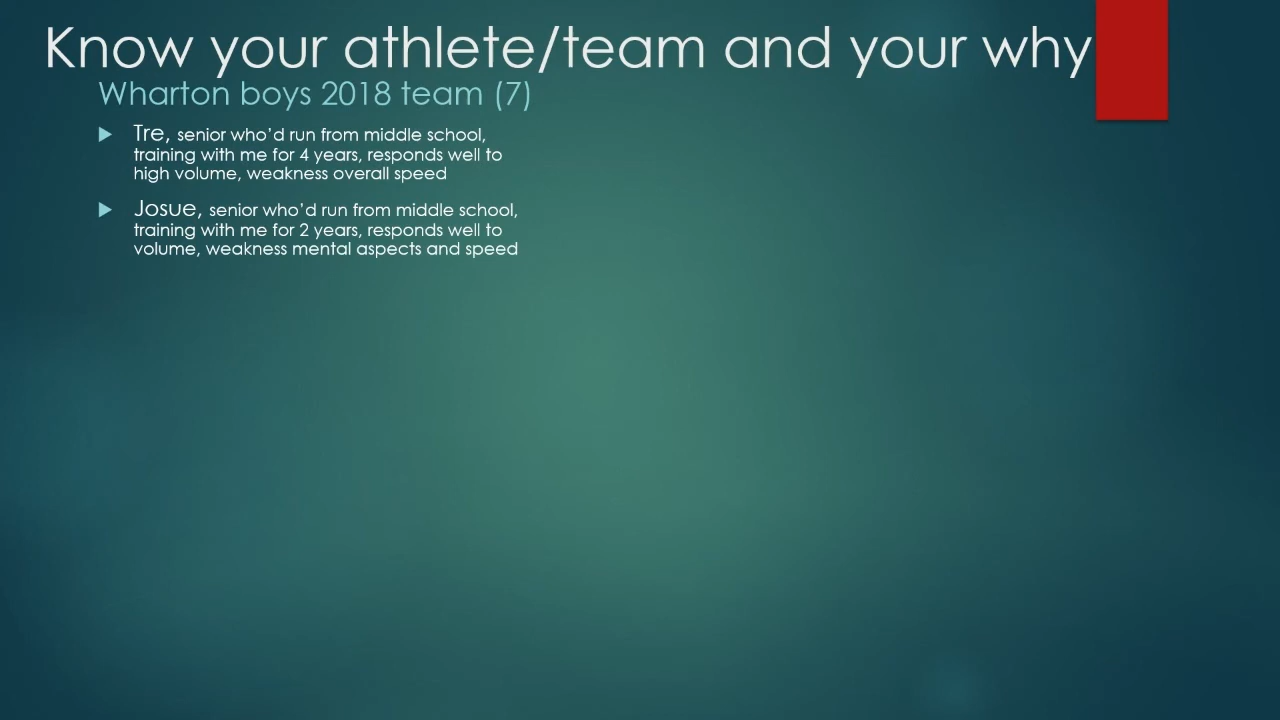 Know your athlete/team and your why
Wharton boys 2018 team (7)
Tre, senior who'd run from middle school,
training with me for 4 years, responds well to
high volume, weakness overall speed
Josue, senior who'd run from middle school,
training with me for 2 years, responds well to
volume, weakness mental aspects and speed